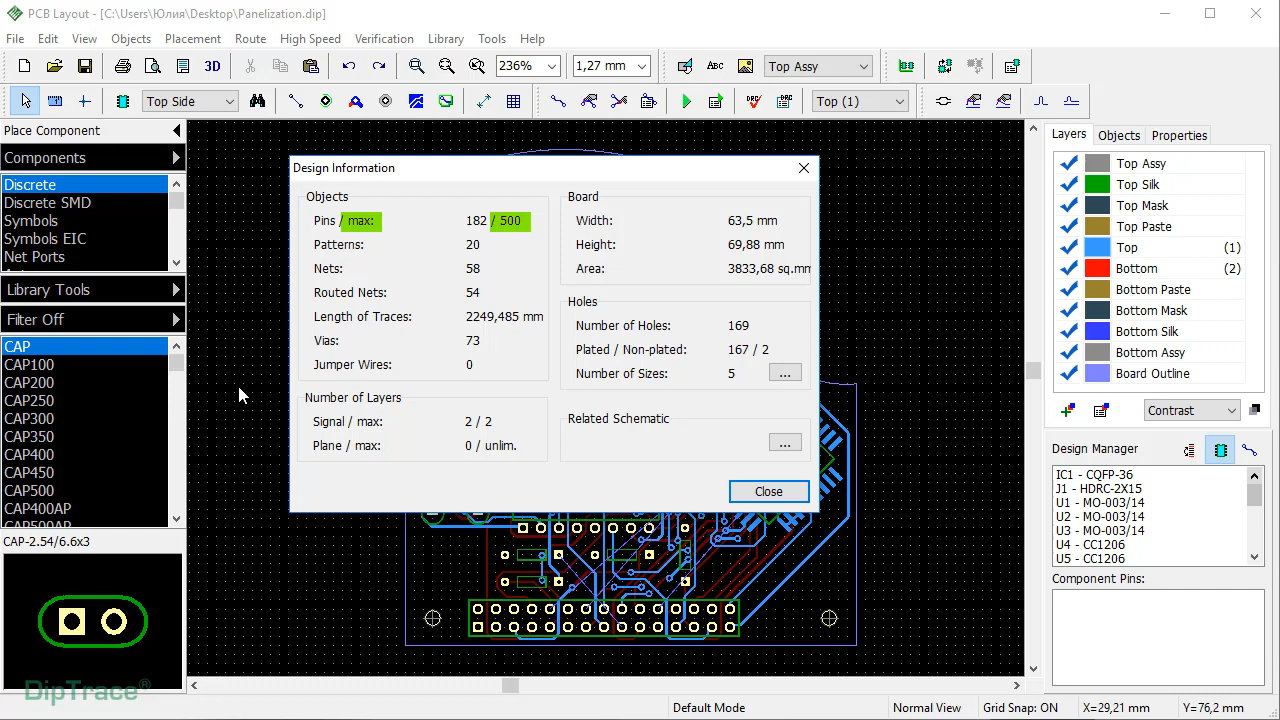 PCB Layout - [C:\Users\Юлия\Desktop\Panelization.dip]
File Edit View Objects Placement Route High Speed Verification Library Tools Help
3D 236% 1,27 mm ABC Top Assy
Top Side Top (1)
Place Component
Components
Discrete
Discrete SMD
Symbols
Symbols EIC
Net Ports
Library Tools
Filter Off
CAP
CAP100
CAP200
CAP250
CAP300
CAP350
CAP400
CAP450
CAP500
CAP400AP
CAP500AP
CAP-2.54/6.6x3
DipTrace®
Design Information
Objects
Pins / max: 182 / 500
Patterns: 20
Nets: 58
Routed Nets: 54
Length of Traces: 2249,485 mm
Vias: 73
Jumper Wires: 0
Number of Layers
Signal / max: 2 / 2
Plane / max: 0 / unlim.
Board
Width: 63,5 mm
Height: 69,88 mm
Area: 3833,68 sq.mm
Holes
Number of Holes: 169
Plated / Non-plated: 167 / 2
Number of Sizes: 5 ...
Related Schematic
...
Close
Layers Objects Properties
Top Assy
Top Silk
Top Mask
Top Paste
Top (1)
Bottom (2)
Bottom Paste
Bottom Mask
Bottom Silk
Bottom Assy
Board Outline
Contrast
Design Manager
IC1 - CQFP-36
J1 - HDRC-2X/15
U1 - MO-003/14
U2 - MO-003/14
U3 - MO-003/14
U4 - CC1206
U5 - CC1206
Component Pins:
Default Mode Normal View Grid Snap: ON X=29,21 mm Y=76,2 mm